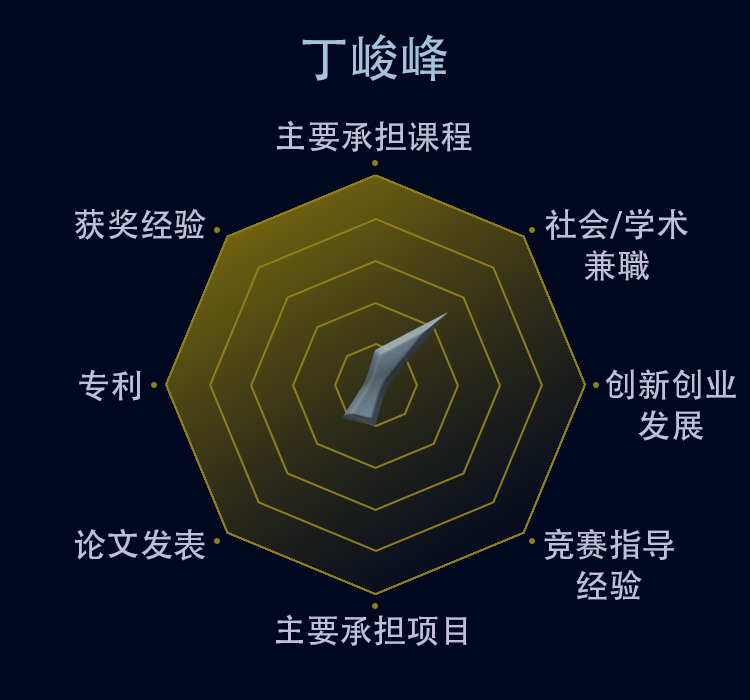 丁峻峰
主要承担课程
获奖经验
社会/学术
兼職
专利
创新创业
发展
论文发表
竞赛指导
经验
主要承担项目